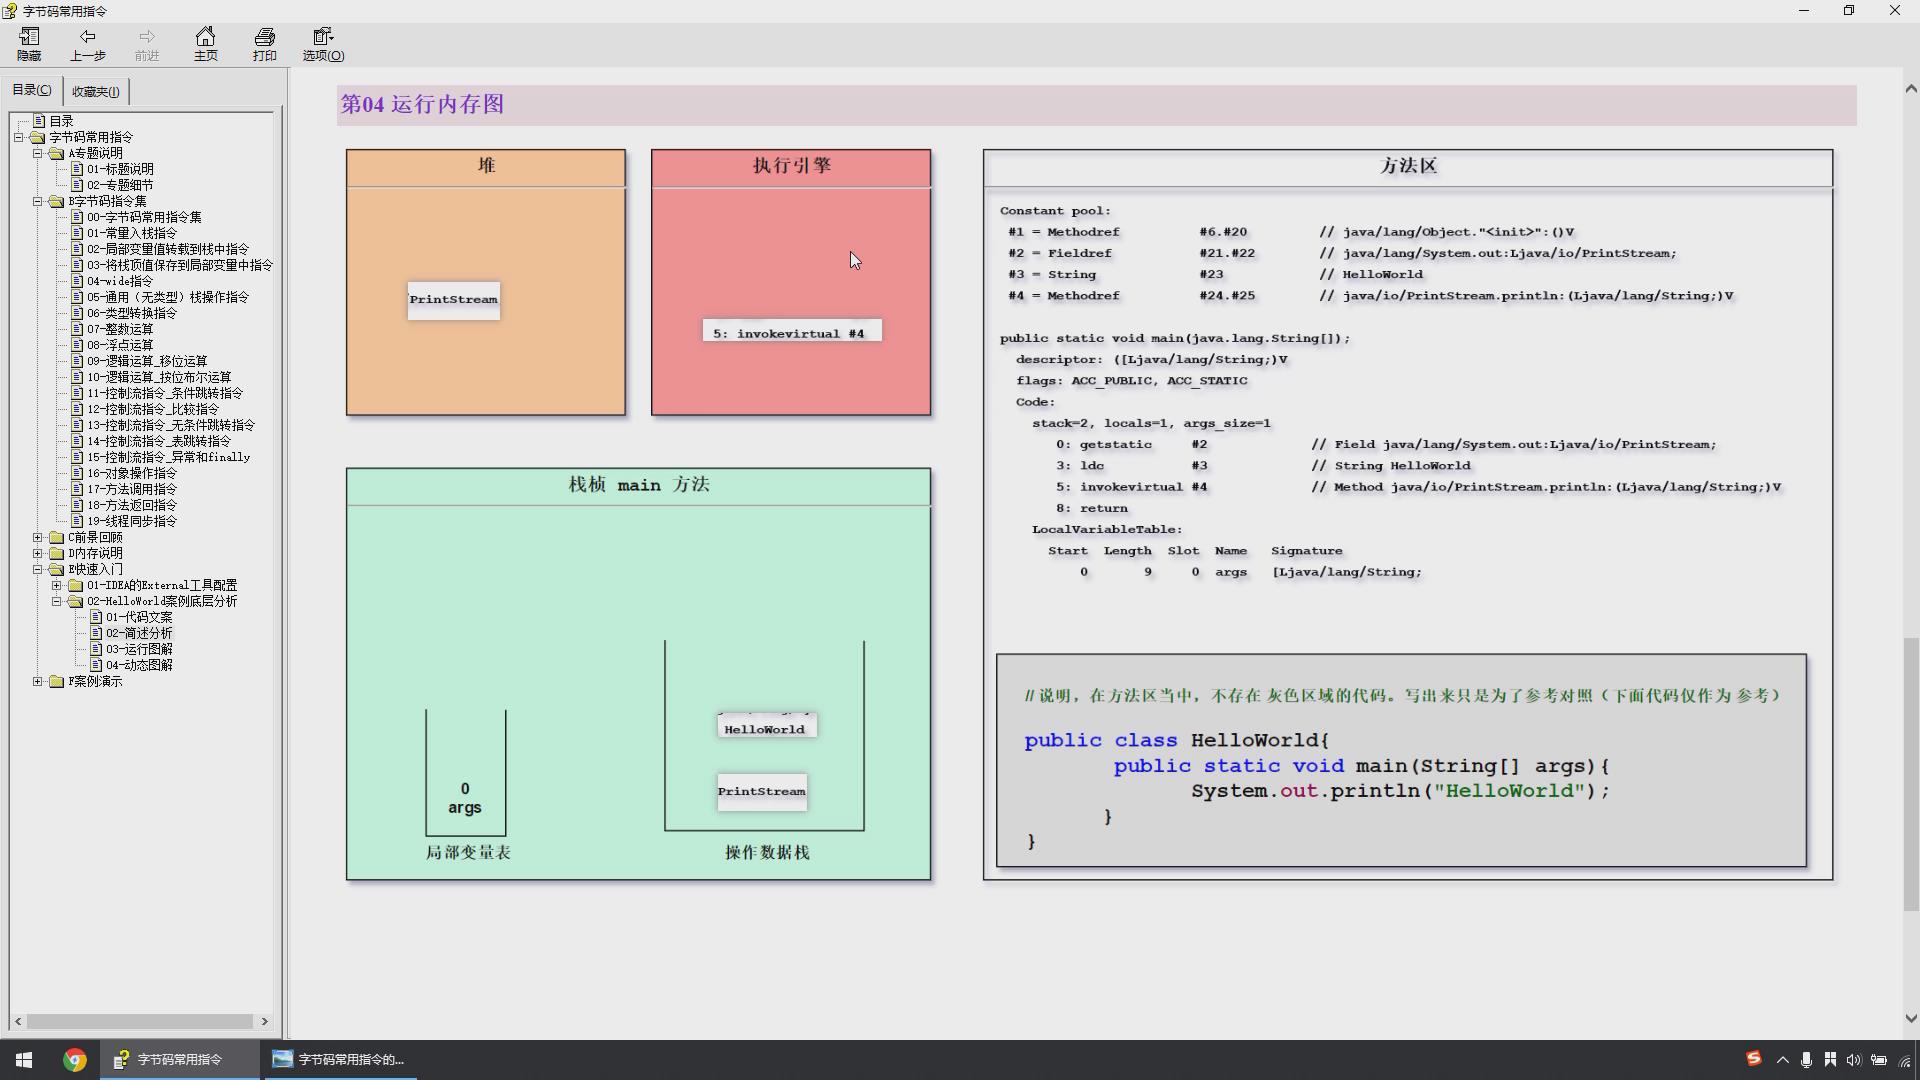 字节码常用指令
隐藏
上一步
前进
主页
打印
选项(O)
目录(C)
收藏夹(I)
目录
字节码常用指令
A专题说明
01-标题说明
02-专题细节
B字节码指令集
00-字节码常用指令集
01-常量入栈指令
02-局部变量值转载到栈中指令
03-将栈顶值保存到局部变量中指令
04-wide指令
05-通用（无类型）栈操作指令
06-类型转换指令
07-整数运算
08-浮点运算
09-逻辑运算_移位运算
10-逻辑运算_按位布尔运算
11-控制流指令_条件跳转指令
12-控制流指令_比较指令
13-控制流指令_无条件跳转指令
14-控制流指令_表跳转指令
15-控制流指令_异常和finally
16-对象操作指令
17-方法调用指令
18-方法返回指令
19-线程同步指令
C前景回顾
D内存说明
E快速入门
01-IDEA的External工具配置
02-HelloWorld案例底层分析
01-代码文案
02-简述分析
03-运行图解
04-动态图解
F案例演示
第04 运行内存图
堆
PrintStream
执行引擎
5: invokevirtual #4
栈桢 main 方法
0
args
局部变量表
HelloWorld
PrintStream
操作数据栈
方法区
Constant pool:
#1 = Methodref #6.#20 // java/lang/Object."<init>":()V
#2 = Fieldref #21.#22 // java/lang/System.out:Ljava/io/PrintStream;
#3 = String #23 // HelloWorld
#4 = Methodref #24.#25 // java/io/PrintStream.println:(Ljava/lang/String;)V
public static void main(java.lang.String[]);
descriptor: ([Ljava/lang/String;)V
flags: ACC_PUBLIC, ACC_STATIC
Code:
stack=2, locals=1, args_size=1
0: getstatic #2 // Field java/lang/System.out:Ljava/io/PrintStream;
3: ldc #3 // String HelloWorld
5: invokevirtual #4 // Method java/io/PrintStream.println:(Ljava/lang/String;)V
8: return
LocalVariableTable:
Start Length Slot Name Signature
0 9 0 args [Ljava/lang/String;
// 说明，在方法区当中，不存在 灰色区域的代码。写出来只是为了参考对照（下面代码仅作为 参考）
public class HelloWorld{
public static void main(String[] args){
System.out.println("HelloWorld");
}
}
字节码常用指令
字节码常用指令的...